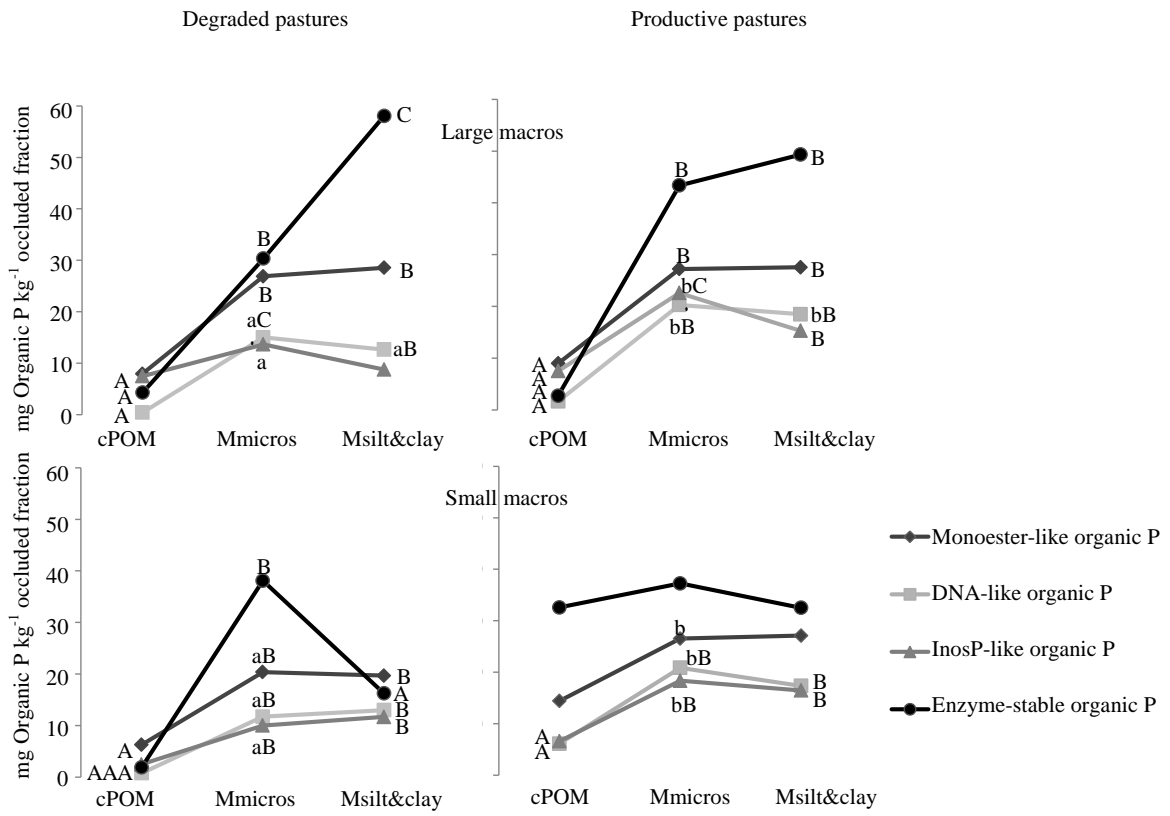 Degraded pastures
Productive pastures
mg Organic P kg-1 occluded fraction
60
50
40
30
20
10
0
Large macros
C
B
B
B
aC
a
aB
A
A
A
cPOM
Mmicros
Msilt&clay
B
B
B
B
bC
bB
bB
B
A
A
A
A
cPOM
Mmicros
Msilt&clay
mg Organic P kg-1 occluded fraction
60
50
40
30
20
10
0
Small macros
B
aB
aB
aB
B
A
B
B
A
AAA
cPOM
Mmicros
Msilt&clay
b
bB
bB
B
B
A
A
cPOM
Mmicros
Msilt&clay
Monoester-like organic P
DNA-like organic P
InosP-like organic P
Enzyme-stable organic P